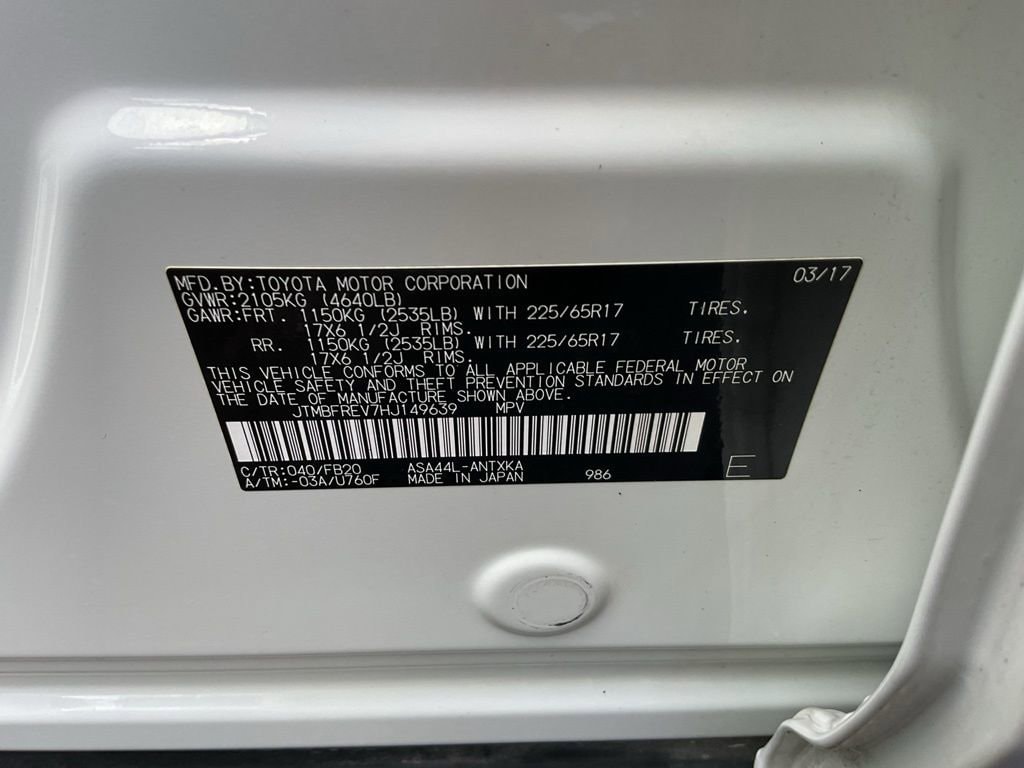 MFD.BY:TOYOTA MOTOR CORPORATION 03/17
GVWR:2105KG (4640LB)
GAWR:FRT. 1150KG (2535LB) WITH 225/65R17 TIRES.
17X6 1/2J RIMS.
RR. 1150KG (2535LB) WITH 225/65R17 TIRES.
17X6 1/2J RIMS.
THIS VEHICLE CONFORMS TO ALL APPLICABLE FEDERAL MOTOR
VEHICLE SAFETY AND THEFT PREVENTION STANDARDS IN EFFECT ON
THE DATE OF MANUFACTURE SHOWN ABOVE.
JTMBFREV7HJ149639 MPV
C/TR:040/FB20 ASA44L-ANTXKA
A/TM:-03A/U760F MADE IN JAPAN 986 E